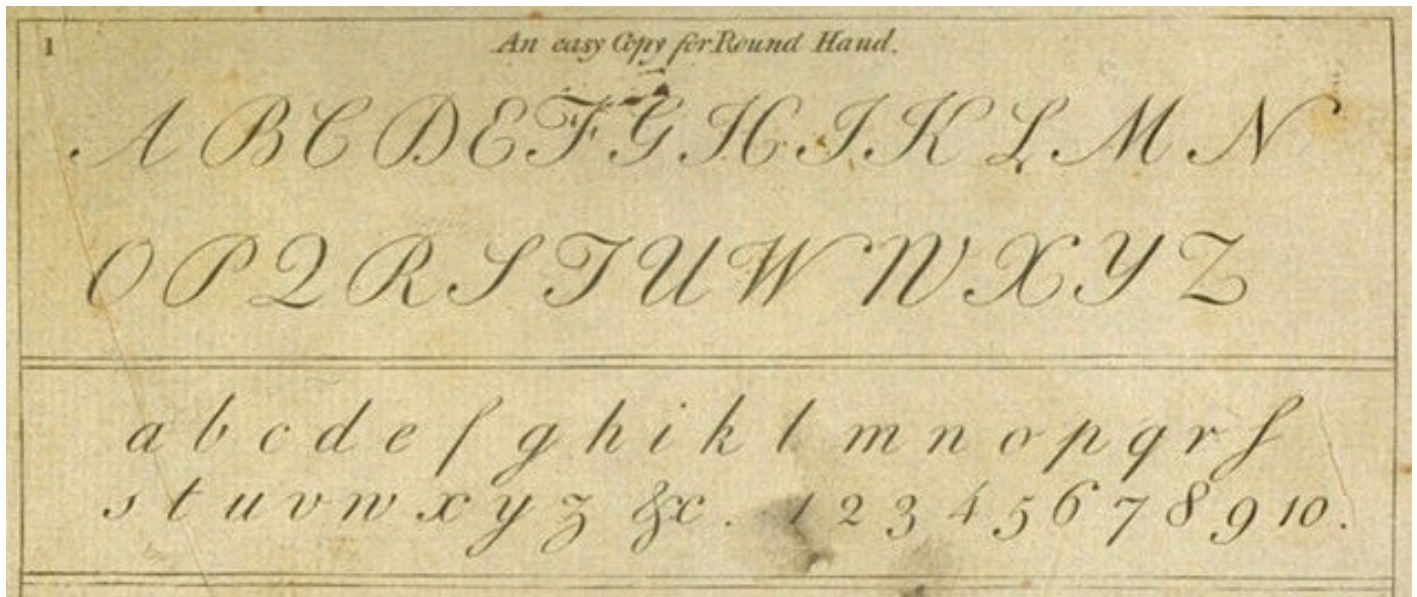 1
An easy Copy for Round Hand.
A B C D E F G H I K L M N
O P Q R S T U W W X Y Z
a b c d e f g h i k l m n o p q r ſ
s t u v w x y z &c. 1 2 3 4 5 6 7 8 9 10.